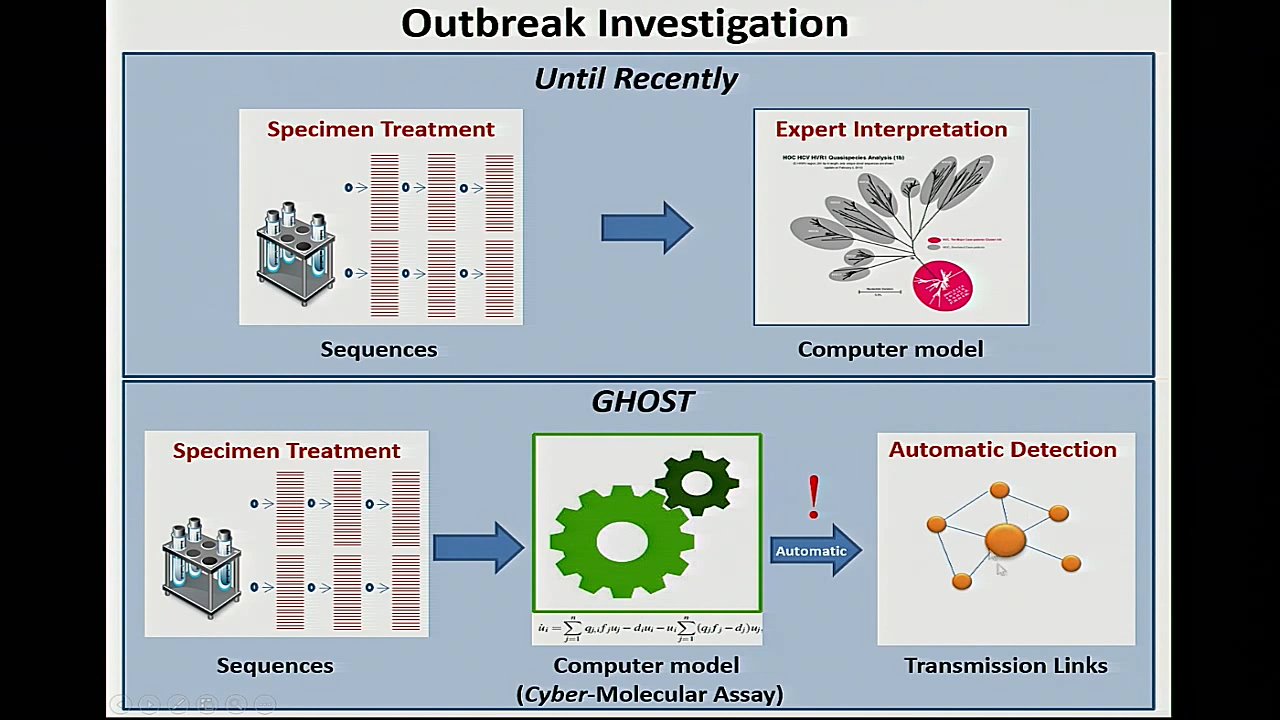 Outbreak Investigation
Until Recently
Specimen Treatment
Expert Interpretation
Sequences
Computer model
GHOST
Specimen Treatment
Automatic Detection
!
Automatic
Sequences
Computer model
(Cyber-Molecular Assay)
Transmission Links